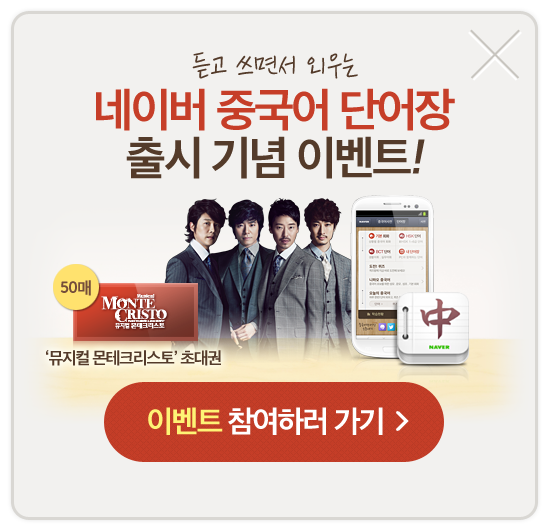 듣고 쓰면서 외우는
네이버 중국어 단어장
출시 기념 이벤트!
50매
Musical
MONTE
CRISTO
뮤지컬 몬테크리스토
'뮤지컬 몬테크리스토' 초대권
中
NAVER
이벤트 참여하러 가기 >